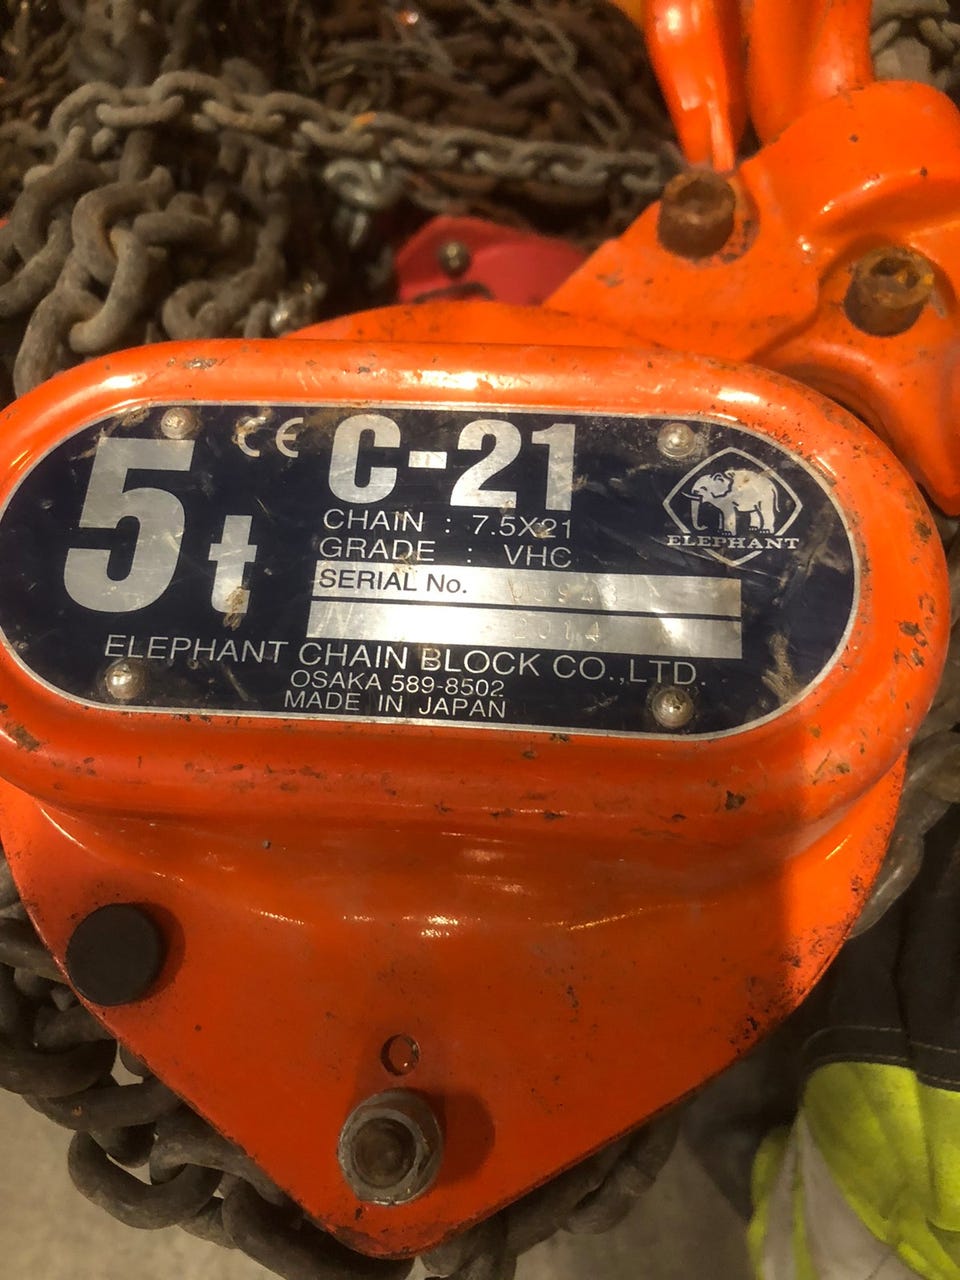 5t
CE
C-21
CHAIN : 7.5X21
GRADE : VHC
SERIAL No.
2014
ELEPHANT
ELEPHANT CHAIN BLOCK CO.,LTD.
OSAKA 589-8502
MADE IN JAPAN